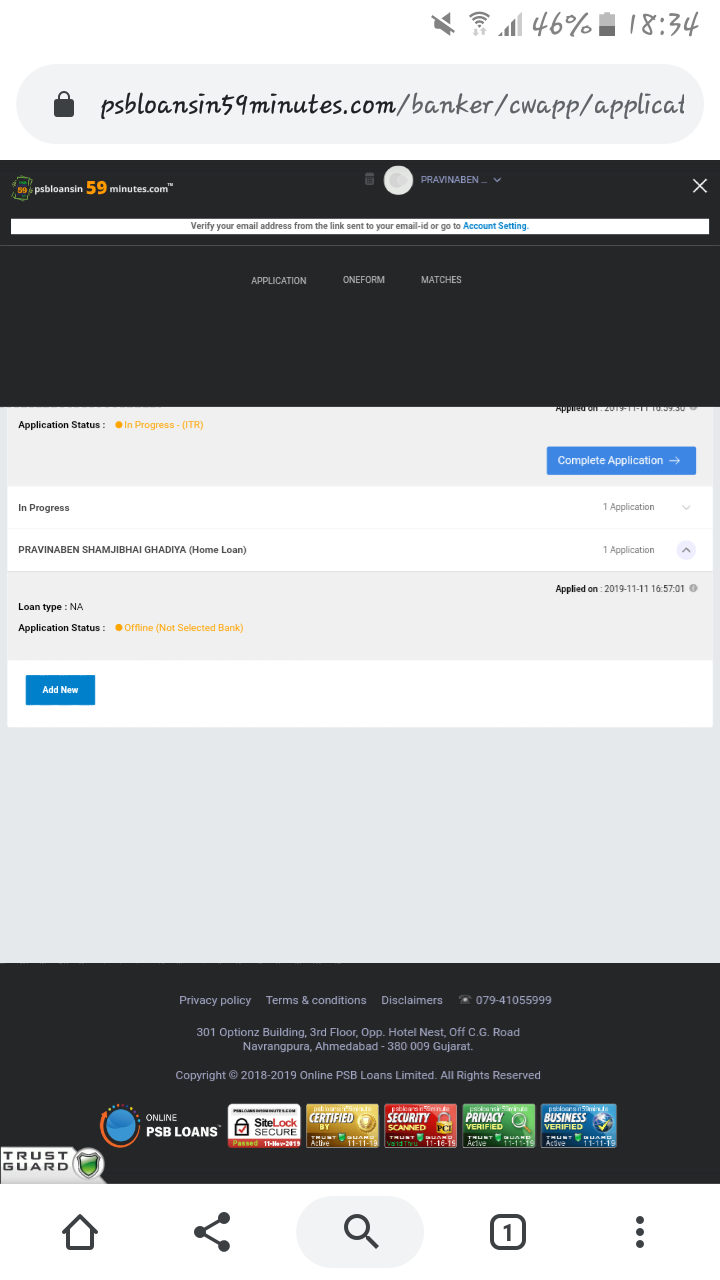 46% 18:34
psbloansin59minutes.com/banker/cwapp/applicat
psbloansin 59 minutes.com™ PRAVINABEN ...
Verify your email address from the link sent to your email-id or go to Account Setting.
APPLICATION ONEFORM MATCHES
Applied on : 2019-11-11 16:59:30
Application Status : In Progress - (ITR)
Complete Application →
In Progress 1 Application
PRAVINABEN SHAMJIBHAI GHADIYA (Home Loan) 1 Application
Applied on : 2019-11-11 16:57:01
Loan type : NA
Application Status : Offline (Not Selected Bank)
Add New
Privacy policy Terms & conditions Disclaimers 079-41055999
301 Optionz Building, 3rd Floor, Opp. Hotel Nest, Off C.G. Road
Navrangpura, Ahmedabad - 380 009 Gujarat.
Copyright © 2018-2019 Online PSB Loans Limited. All Rights Reserved
ONLINE
PSB LOANS
PSBLOANSIN59MINUTES.COM
SiteLock
SECURE
Passed 11-Nov-2019
psbloansin59minute
CERTIFIED
BY
TRUST GUARD
Active 11-11-19
psbloansin59minute
SECURITY
SCANNED PCI
TRUST GUARD
Valid Thru 11-16-19
psbloansin59minute
PRIVACY
VERIFIED
TRUST GUARD
Active 11-11-19
psbloansin59minute
BUSINESS
VERIFIED
TRUST GUARD
Active 11-11-19
TRUST
GUARD
1